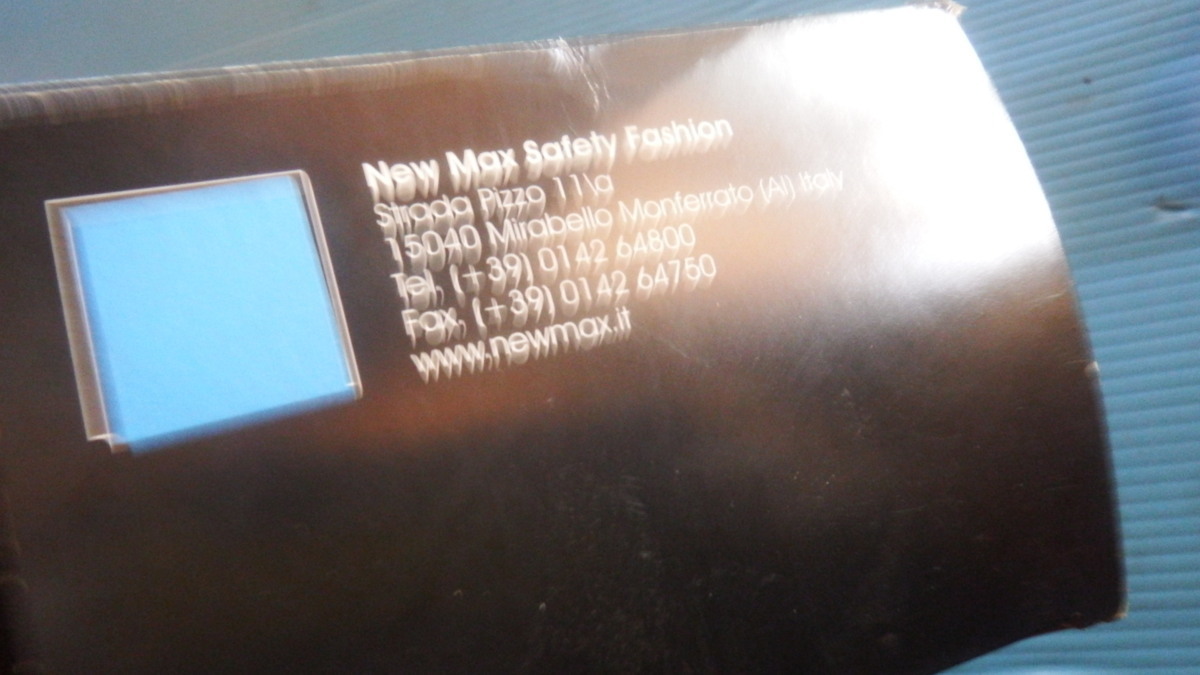 New Max Safety Fashion
Strada Pizzo 11\a
15040 Mirabello Monferrato (Al) Italy
Tel. (+39) 0142 64800
Fax. (+39) 0142 64750
www.newmax.it